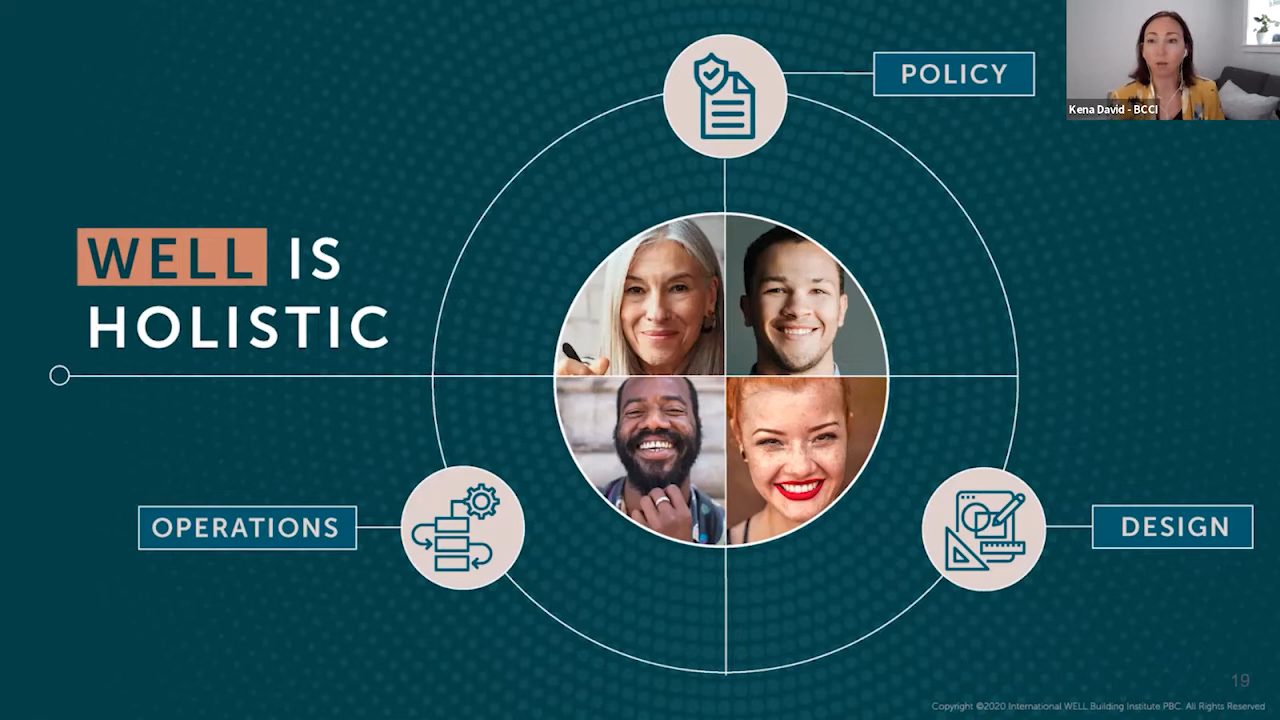 POLICY
Kena David - BCCI
WELL IS
HOLISTIC
OPERATIONS
DESIGN
19
Copyright ©2020 International WELL Building Institute PBC. All Rights Reserved